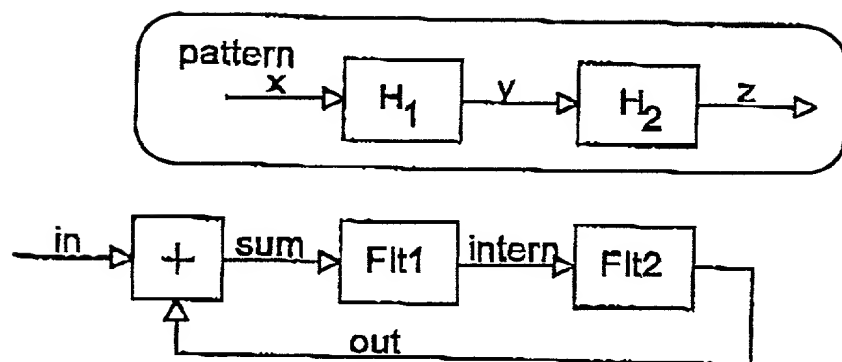 pattern
x H1 y H2 z
in + sum Flt1 intern Flt2
out